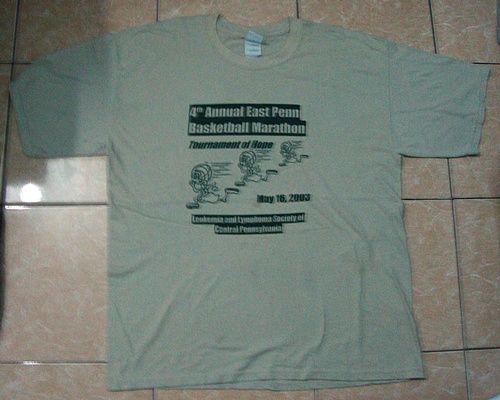 4th Annual East Penn
Basketball Marathon
Tournament of Hope
May 16, 2003
Leukemia and Lymphoma Society of
Central Pennsylvania